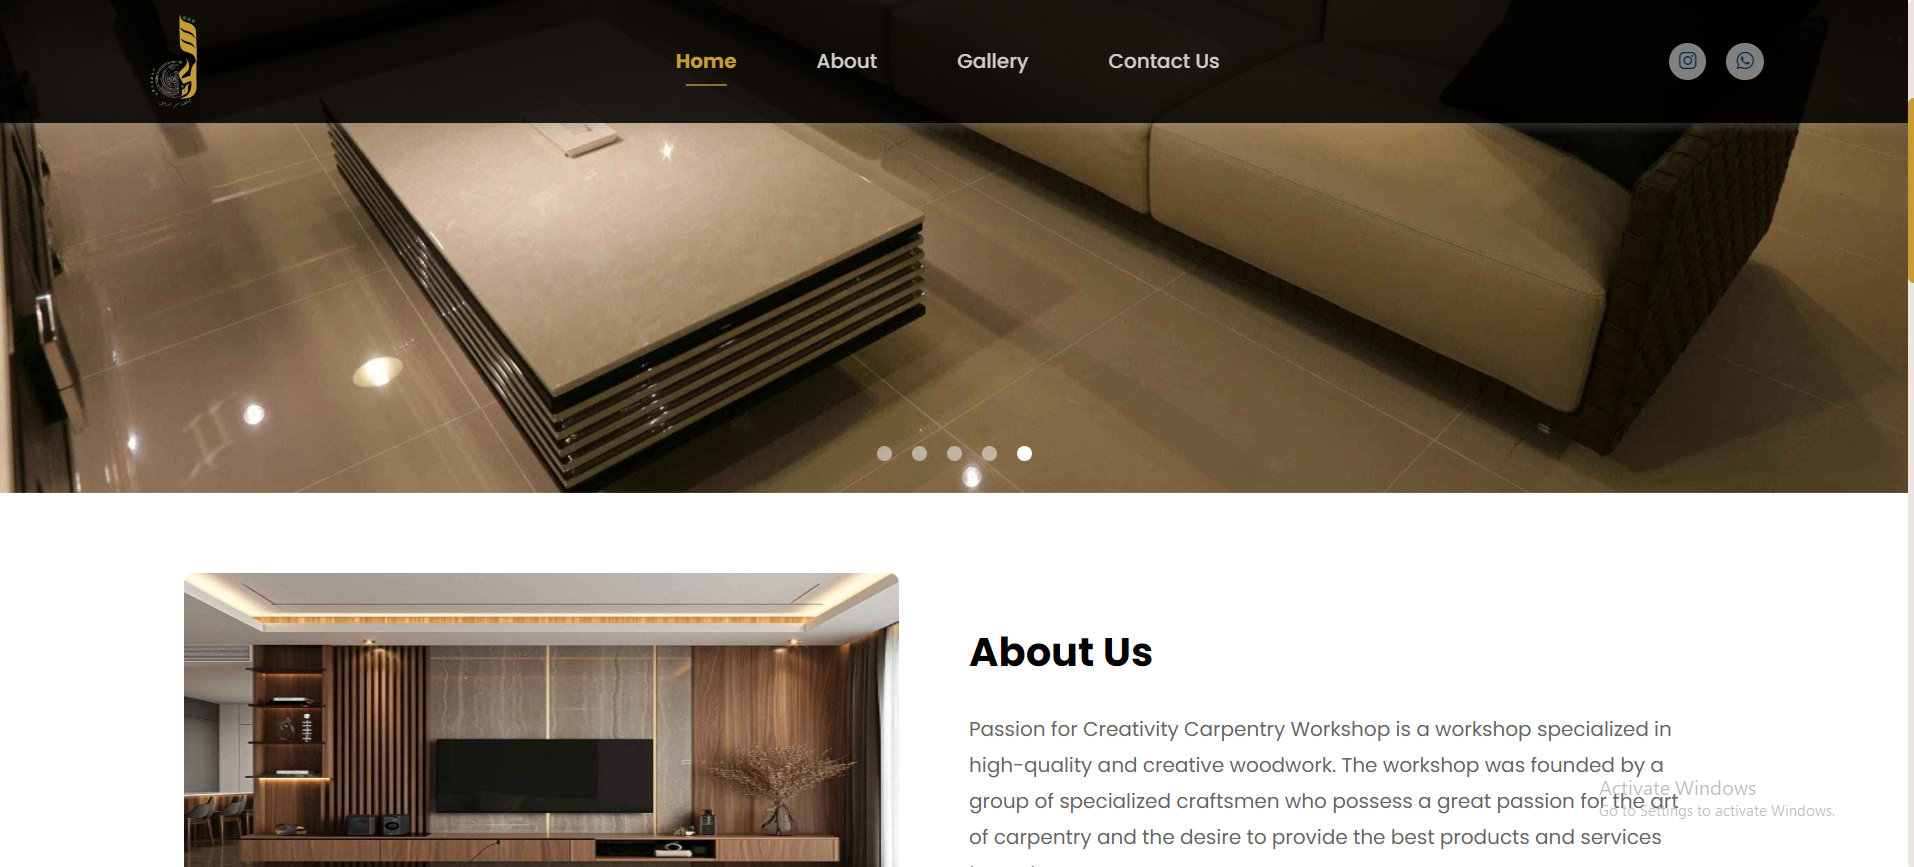 Home
About
Gallery
Contact Us
About Us
Passion for Creativity Carpentry Workshop is a workshop specialized in
high-quality and creative woodwork. The workshop was founded by a
group of specialized craftsmen who possess a great passion for the art
of carpentry and the desire to provide the best products and services
Activate Windows
Go to Settings to activate Windows.